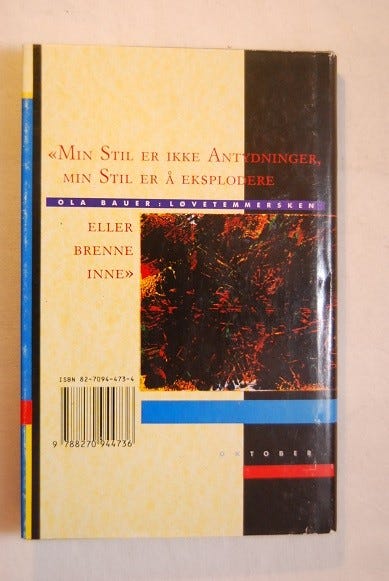 «MIN STIL ER IKKE ANTYDNINGER,
MIN STIL ER Å EKSPLODERE
OLA BAUER: LØVETEMMERSKEN
ELLER
BRENNE
INNE»
ISBN 82-7094-473-4
9 788270 944736
OKTOBER